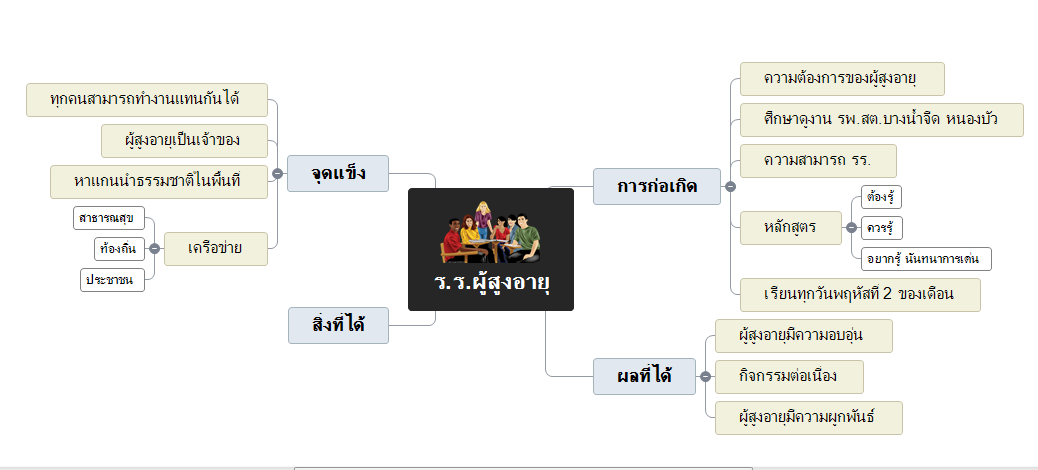 ร.ร.ผู้สูงอายุ
การก่อเกิด
ความต้องการของผู้สูงอายุ
ศึกษาดูงาน รพ.สต.บางน้ำจืด หนองบัว
ความสามารถ รร.
หลักสูตร
ต้องรู้
ควรรู้
อยากรู้ นันทนาการเด่น
เรียนทุกวันพฤหัสที่ 2 ของเดือน
ผลที่ได้
ผู้สูงอายุมีความอบอุ่น
กิจกรรมต่อเนื่อง
ผู้สูงอายุมีความผูกพันธ์
จุดแข็ง
ทุกคนสามารถทำงานแทนกันได้
ผู้สูงอายุเป็นเจ้าของ
หาแกนนำธรรมชาติในพื้นที่
เครือข่าย
สาธารณสุข
ท้องถิ่น
ประชาชน
สิ่งที่ได้